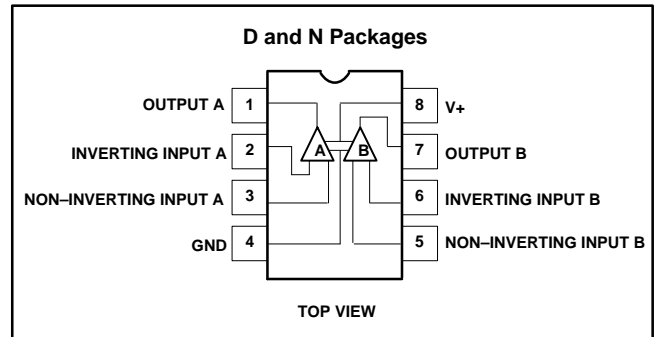 D and N Packages
OUTPUT A 1
8 V+
INVERTING INPUT A 2
7 OUTPUT B
A B
NON–INVERTING INPUT A 3
6 INVERTING INPUT B
GND 4
5 NON–INVERTING INPUT B
TOP VIEW